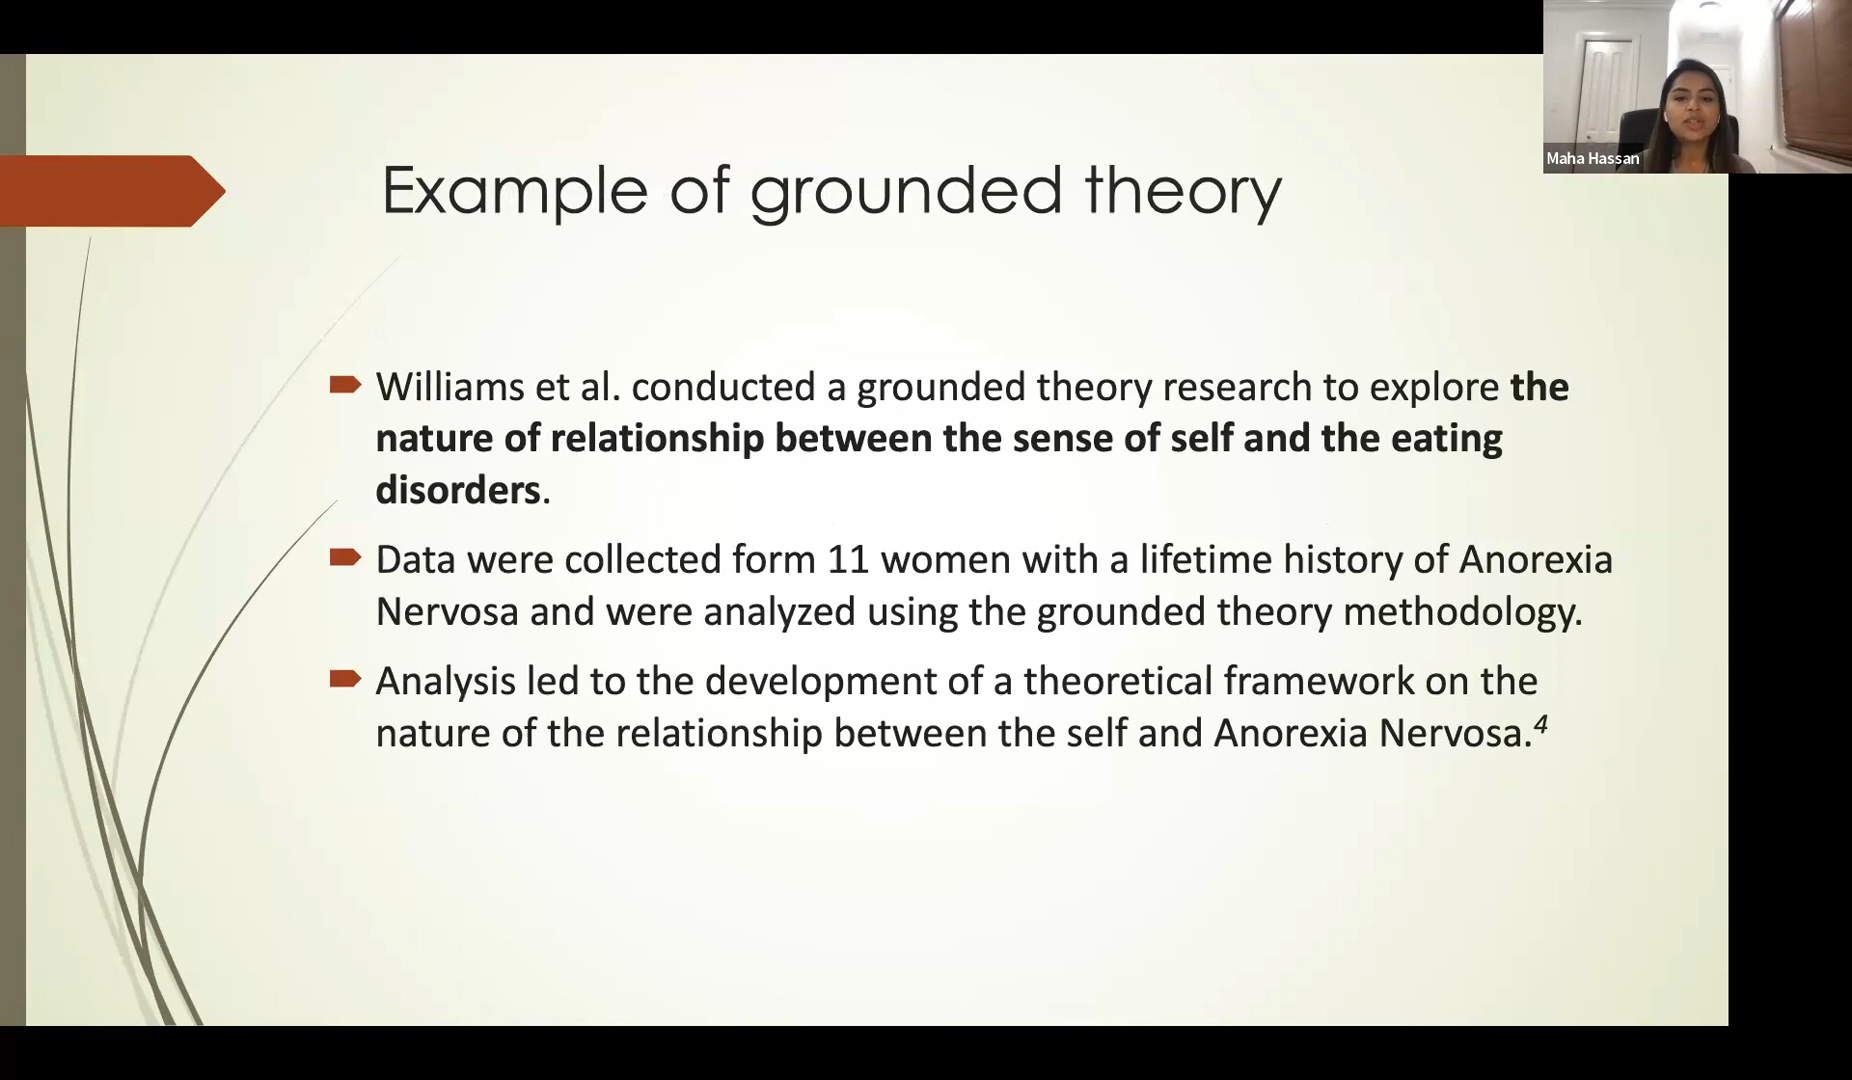 Maha Hassan
Example of grounded theory
Williams et al. conducted a grounded theory research to explore the
nature of relationship between the sense of self and the eating
disorders.
Data were collected form 11 women with a lifetime history of Anorexia
Nervosa and were analyzed using the grounded theory methodology.
Analysis led to the development of a theoretical framework on the
nature of the relationship between the self and Anorexia Nervosa.4